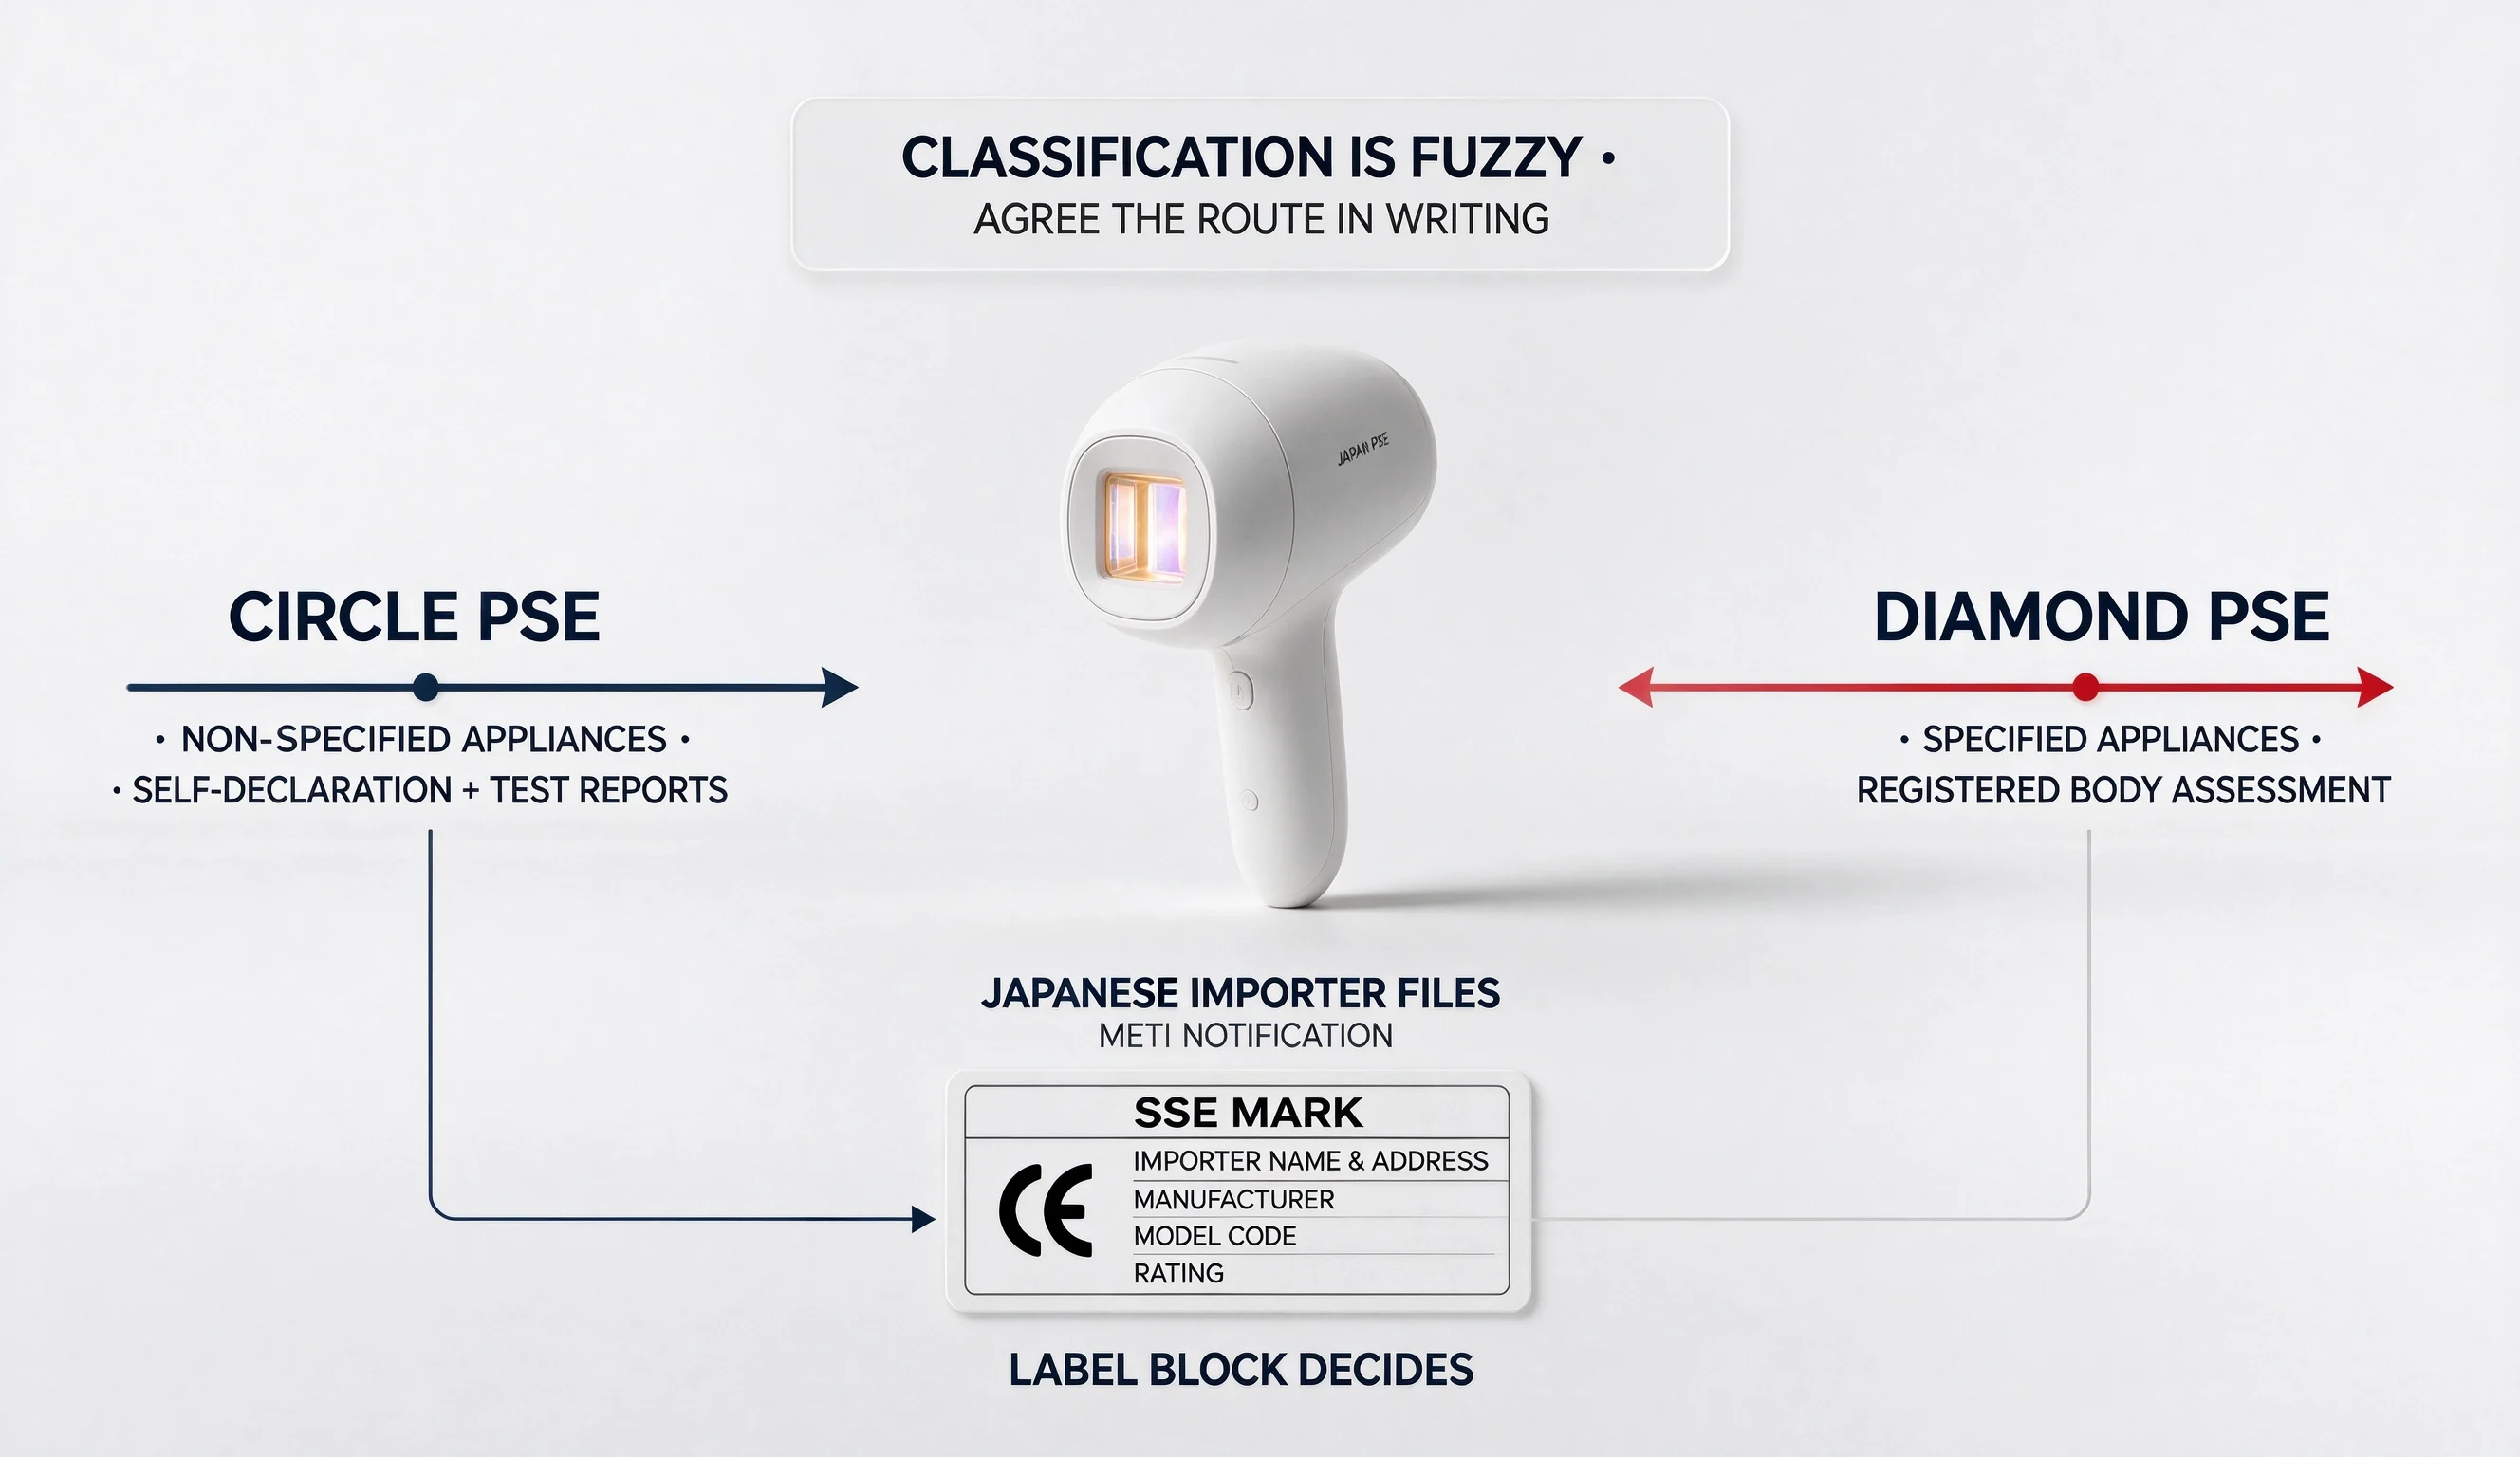 CLASSIFICATION IS FUZZY •
AGREE THE ROUTE IN WRITING
JAPAN PSE
CIRCLE PSE
• NON-SPECIFIED APPLIANCES •
• SELF-DECLARATION + TEST REPORTS
DIAMOND PSE
• SPECIFIED APPLIANCES •
REGISTERED BODY ASSESSMENT
JAPANESE IMPORTER FILES
METI NOTIFICATION
SSE MARK
CE
IMPORTER NAME & ADDRESS
MANUFACTURER
MODEL CODE
RATING
LABEL BLOCK DECIDES